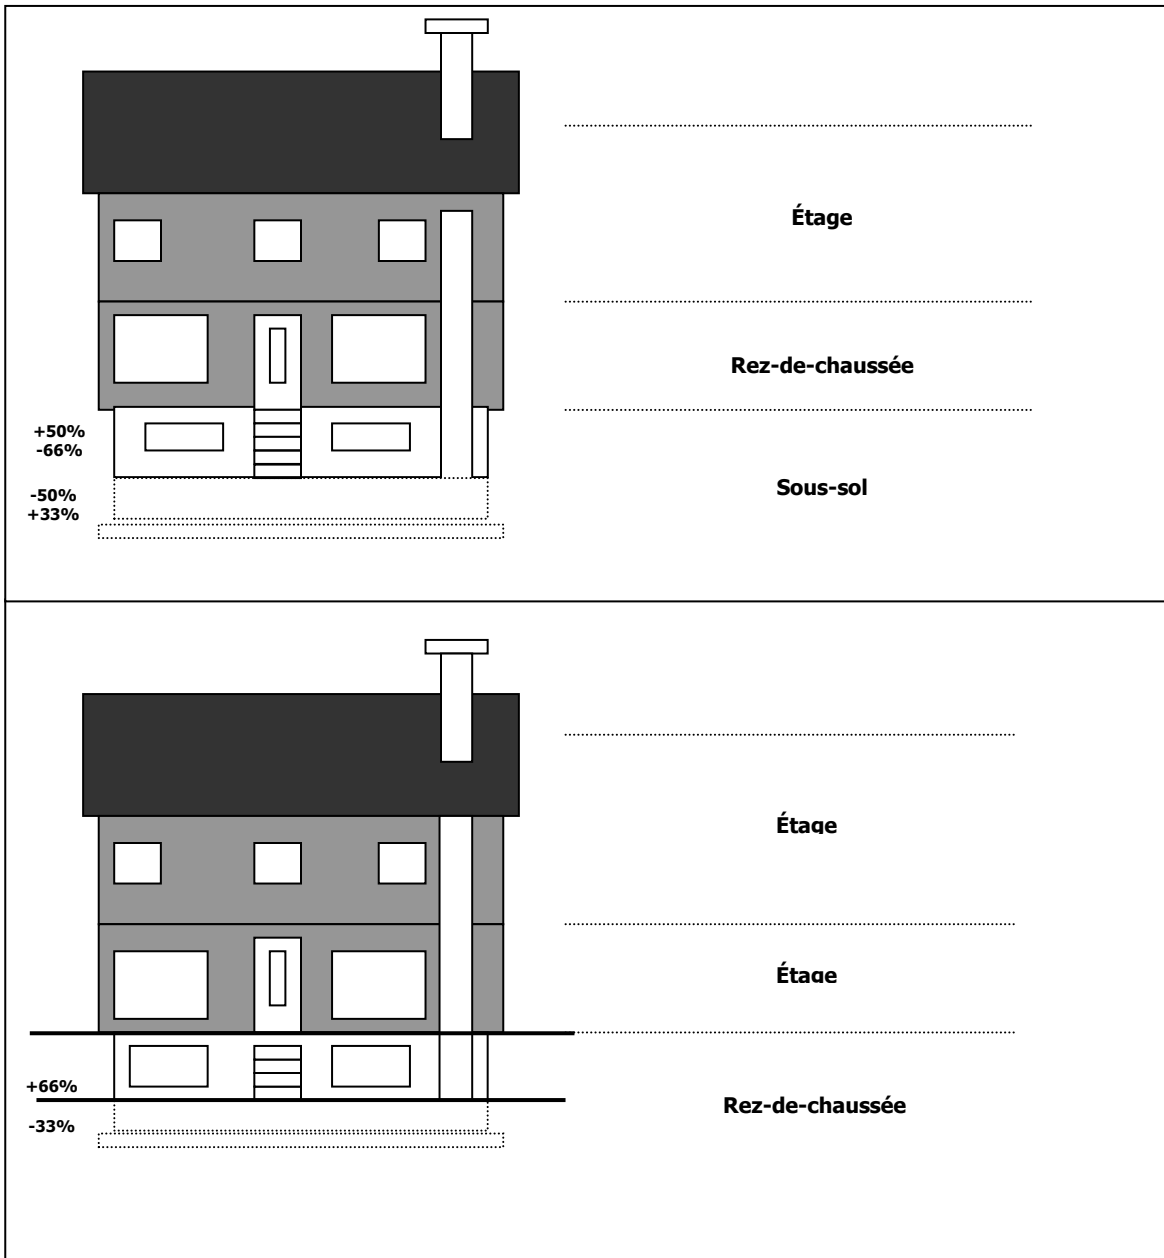 Étage
Rez-de-chaussée
+50%
-66%
Sous-sol
-50%
+33%
Étage
Étage
+66%
Rez-de-chaussée
-33%